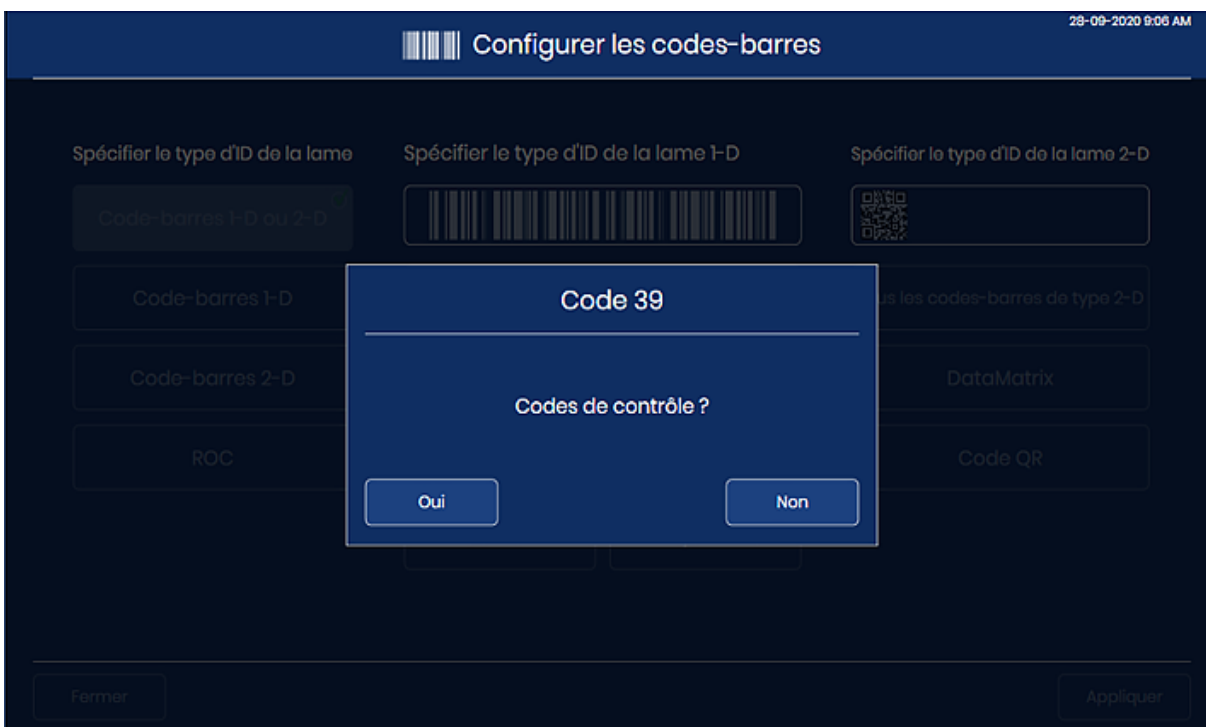 28-09-2020 9:06 AM
Configurer les codes-barres
Spécifier le type d'ID de la lame
Spécifier le type d'ID de la lame 1-D
Spécifier le type d'ID de la lame 2-D
Code-barres 1-D ou 2-D
Code-barres 1-D
us les codes-barres de type 2-D
Code-barres 2-D
DataMatrix
ROC
Code QR
Code 39
Codes de contrôle ?
Oui
Non
Fermer
Appliquer